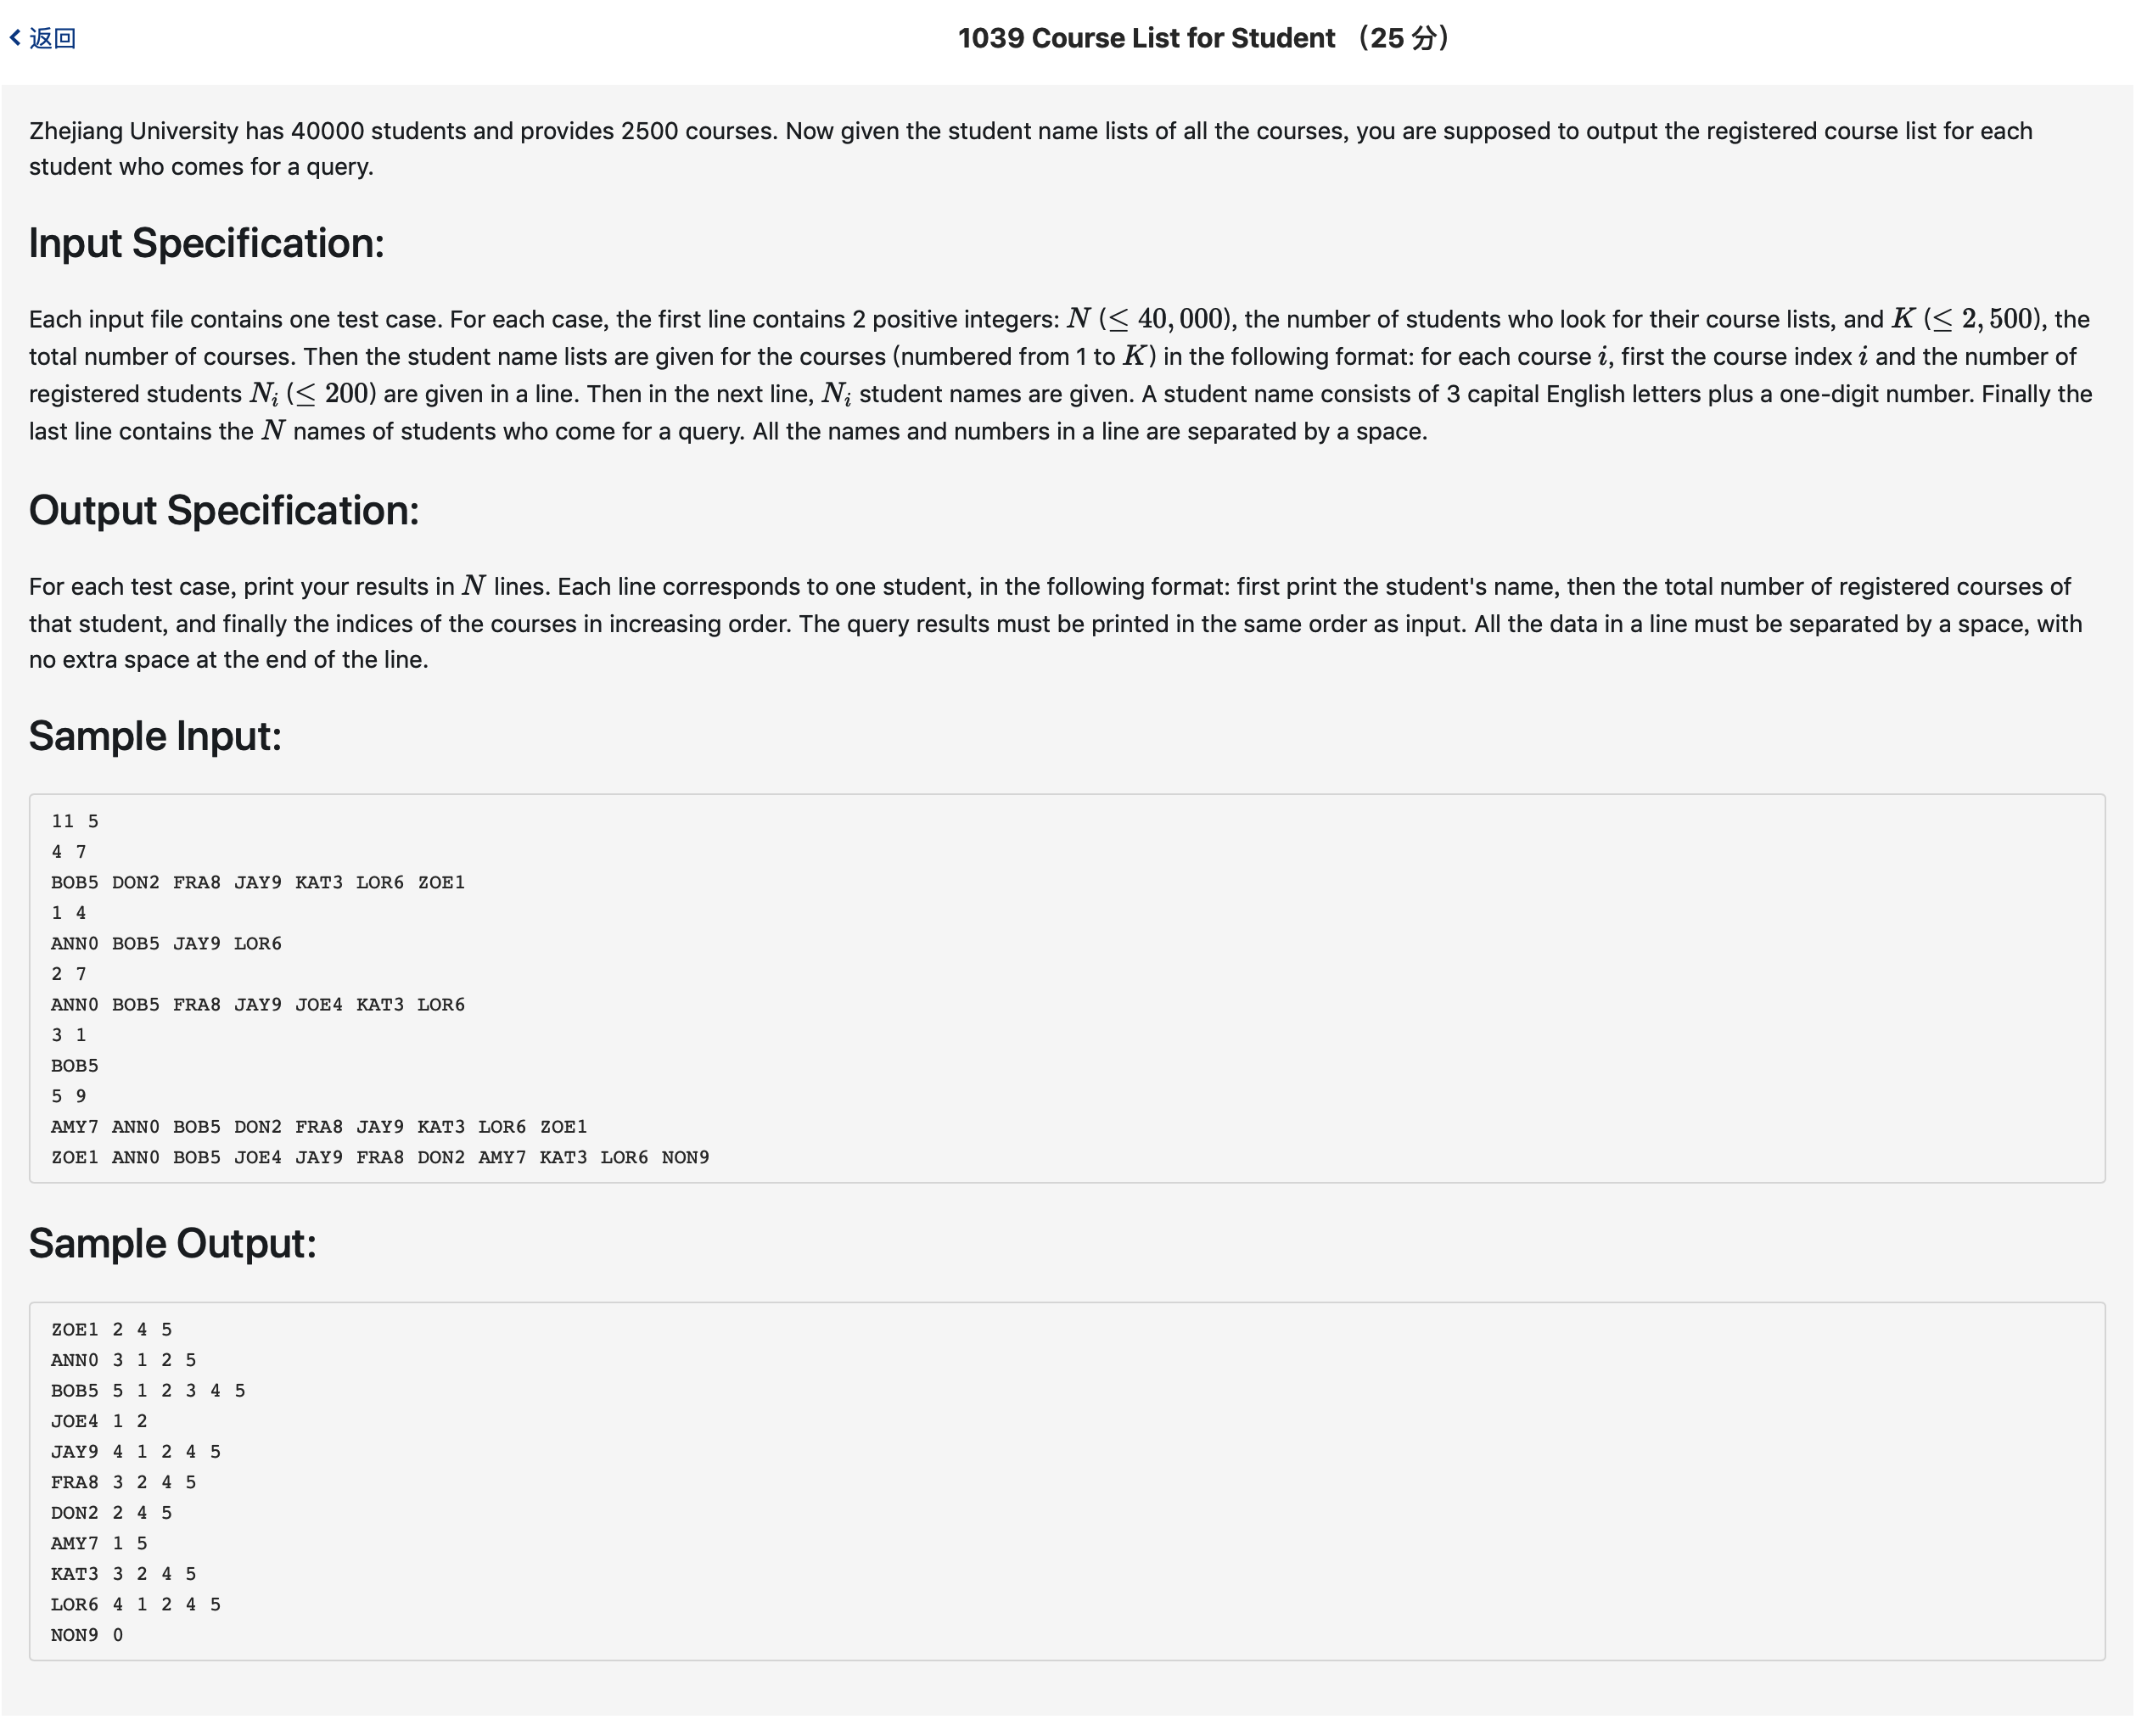 返回
1039 Course List for Student （25 分）
Zhejiang University has 40000 students and provides 2500 courses. Now given the student name lists of all the courses, you are supposed to output the registered course list for each
student who comes for a query.
Input Specification:
Each input file contains one test case. For each case, the first line contains 2 positive integers: N (≤ 40,000), the number of students who look for their course lists, and K (≤ 2,500), the
total number of courses. Then the student name lists are given for the courses (numbered from 1 to K) in the following format: for each course i, first the course index i and the number of
registered students Nᵢ (≤ 200) are given in a line. Then in the next line, Nᵢ student names are given. A student name consists of 3 capital English letters plus a one-digit number. Finally the
last line contains the N names of students who come for a query. All the names and numbers in a line are separated by a space.
Output Specification:
For each test case, print your results in N lines. Each line corresponds to one student, in the following format: first print the student's name, then the total number of registered courses of
that student, and finally the indices of the courses in increasing order. The query results must be printed in the same order as input. All the data in a line must be separated by a space, with
no extra space at the end of the line.
Sample Input:
11 5
4 7
BOB5 DON2 FRA8 JAY9 KAT3 LOR6 ZOE1
1 4
ANN0 BOB5 JAY9 LOR6
2 7
ANN0 BOB5 FRA8 JAY9 JOE4 KAT3 LOR6
3 1
BOB5
5 9
AMY7 ANN0 BOB5 DON2 FRA8 JAY9 KAT3 LOR6 ZOE1
ZOE1 ANN0 BOB5 JOE4 JAY9 FRA8 DON2 AMY7 KAT3 LOR6 NON9
Sample Output:
ZOE1 2 4 5
ANN0 3 1 2 5
BOB5 5 1 2 3 4 5
JOE4 1 2
JAY9 4 1 2 4 5
FRA8 3 2 4 5
DON2 2 4 5
AMY7 1 5
KAT3 3 2 4 5
LOR6 4 1 2 4 5
NON9 0